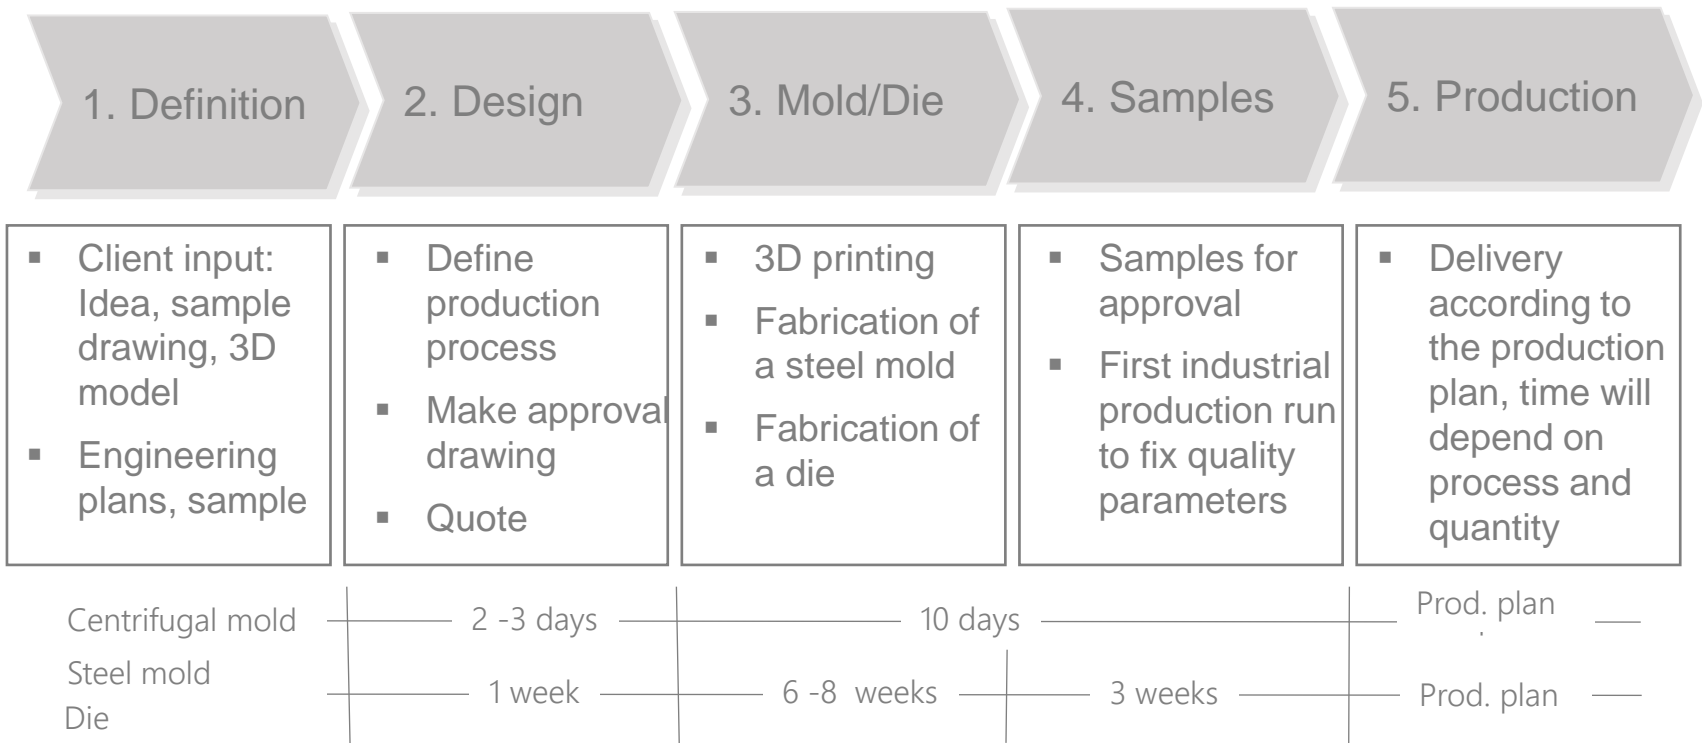 1. Definition
2. Design
3. Mold/Die
4. Samples
5. Production
▪ Client input:
Idea, sample
drawing, 3D
model
▪ Engineering
plans, sample
▪ Define
production
process
▪ Make approval
drawing
▪ Quote
▪ 3D printing
▪ Fabrication of
a steel mold
▪ Fabrication of
a die
▪ Samples for
approval
▪ First industrial
production run
to fix quality
parameters
▪ Delivery
according to
the production
plan, time will
depend on
process and
quantity
Centrifugal mold
2 -3 days
10 days
Prod. plan
Steel mold
Die
1 week
6 -8 weeks
3 weeks
Prod. plan